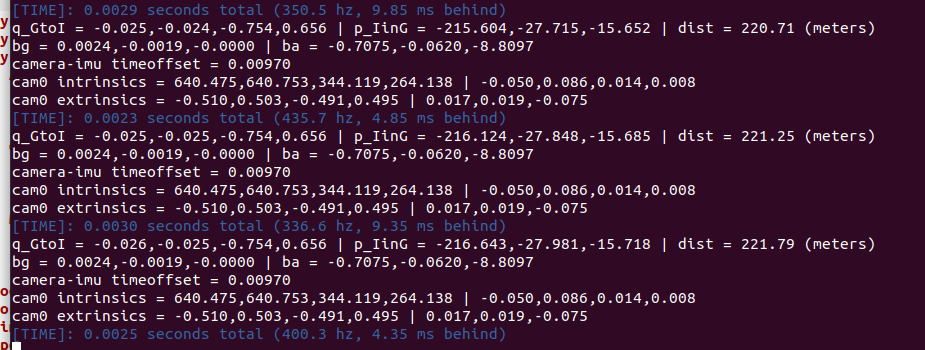 [TIME]: 0.0029 seconds total (350.5 hz, 9.85 ms behind)
q_GtoI = -0.025,-0.024,-0.754,0.656 | p_IinG = -215.604,-27.715,-15.652 | dist = 220.71 (meters)
bg = 0.0024,-0.0019,-0.0000 | ba = -0.7075,-0.0620,-8.8097
camera-imu timeoffset = 0.00970
cam0 intrinsics = 640.475,640.753,344.119,264.138 | -0.050,0.086,0.014,0.008
cam0 extrinsics = -0.510,0.503,-0.491,0.495 | 0.017,0.019,-0.075
[TIME]: 0.0023 seconds total (435.7 hz, 4.85 ms behind)
q_GtoI = -0.025,-0.025,-0.754,0.656 | p_IinG = -216.124,-27.848,-15.685 | dist = 221.25 (meters)
bg = 0.0024,-0.0019,-0.0000 | ba = -0.7075,-0.0620,-8.8097
camera-imu timeoffset = 0.00970
cam0 intrinsics = 640.475,640.753,344.119,264.138 | -0.050,0.086,0.014,0.008
cam0 extrinsics = -0.510,0.503,-0.491,0.495 | 0.017,0.019,-0.075
[TIME]: 0.0030 seconds total (336.6 hz, 9.35 ms behind)
q_GtoI = -0.026,-0.025,-0.754,0.656 | p_IinG = -216.643,-27.981,-15.718 | dist = 221.79 (meters)
bg = 0.0024,-0.0019,-0.0000 | ba = -0.7075,-0.0620,-8.8097
camera-imu timeoffset = 0.00970
cam0 intrinsics = 640.475,640.753,344.119,264.138 | -0.050,0.086,0.014,0.008
cam0 extrinsics = -0.510,0.503,-0.491,0.495 | 0.017,0.019,-0.075
[TIME]: 0.0025 seconds total (400.3 hz, 4.35 ms behind)